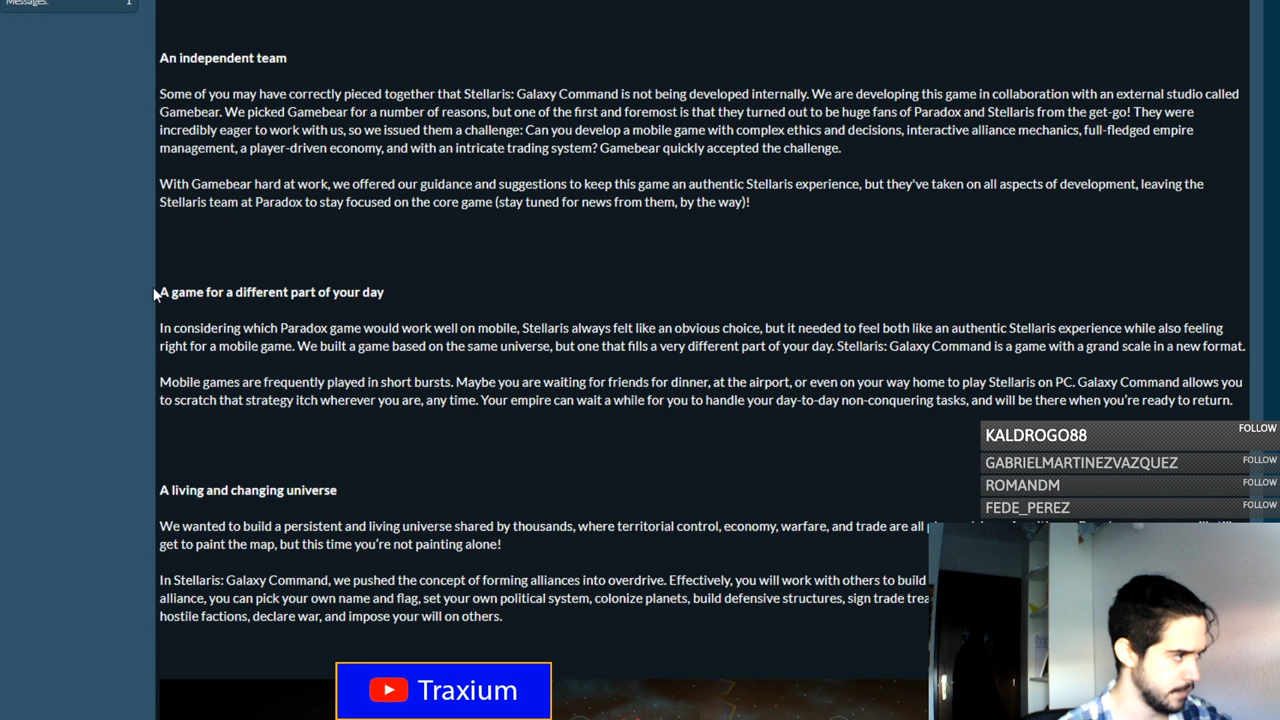 Messages: 1
An independent team
Some of you may have correctly pieced together that Stellaris: Galaxy Command is not being developed internally. We are developing this game in collaboration with an external studio called
Gamebear. We picked Gamebear for a number of reasons, but one of the first and foremost is that they turned out to be huge fans of Paradox and Stellaris from the get-go! They were
incredibly eager to work with us, so we issued them a challenge: Can you develop a mobile game with complex ethics and decisions, interactive alliance mechanics, full-fledged empire
management, a player-driven economy, and with an intricate trading system? Gamebear quickly accepted the challenge.
With Gamebear hard at work, we offered our guidance and suggestions to keep this game an authentic Stellaris experience, but they've taken on all aspects of development, leaving the
Stellaris team at Paradox to stay focused on the core game (stay tuned for news from them, by the way)!
A game for a different part of your day
In considering which Paradox game would work well on mobile, Stellaris always felt like an obvious choice, but it needed to feel both like an authentic Stellaris experience while also feeling
right for a mobile game. We built a game based on the same universe, but one that fills a very different part of your day. Stellaris: Galaxy Command is a game with a grand scale in a new format.
Mobile games are frequently played in short bursts. Maybe you are waiting for friends for dinner, at the airport, or even on your way home to play Stellaris on PC. Galaxy Command allows you
to scratch that strategy itch wherever you are, any time. Your empire can wait a while for you to handle your day-to-day non-conquering tasks, and will be there when you’re ready to return.
KALDROGO88 FOLLOW
GABRIELMARTINEZVAZQUEZ FOLLOW
ROMANDM FOLLOW
FEDE_PEREZ FOLLOW
A living and changing universe
We wanted to build a persistent and living universe shared by thousands, where territorial control, economy, warfare, and trade are all
get to paint the map, but this time you’re not painting alone!
In Stellaris: Galaxy Command, we pushed the concept of forming alliances into overdrive. Effectively, you will work with others to build
alliance, you can pick your own name and flag, set your own political system, colonize planets, build defensive structures, sign trade
hostile factions, declare war, and impose your will on others.
Traxium